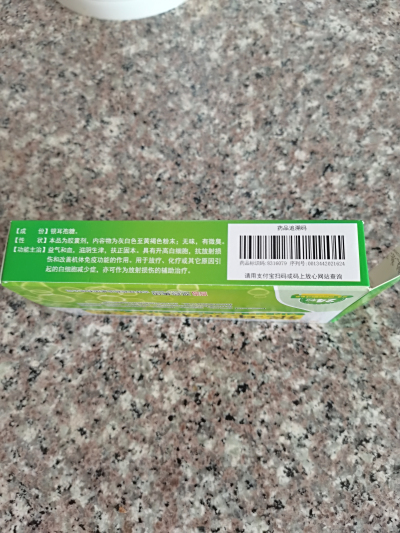 【成　　份】银耳孢糖。
【性　　状】本品为胶囊剂，内容物为灰白色至黄褐色粉末；无味，有微臭。
【功能主治】益气和血，滋阴生津，扶正固本。具有升高白细胞、抗放射损
伤和改善机体免疫功能的作用。用于放疗、化疗或其它原因引
起的白细胞减少症，亦可作为放射损伤的辅助治疗。
药品追溯码
请用支付宝扫码或码上放心网站查询